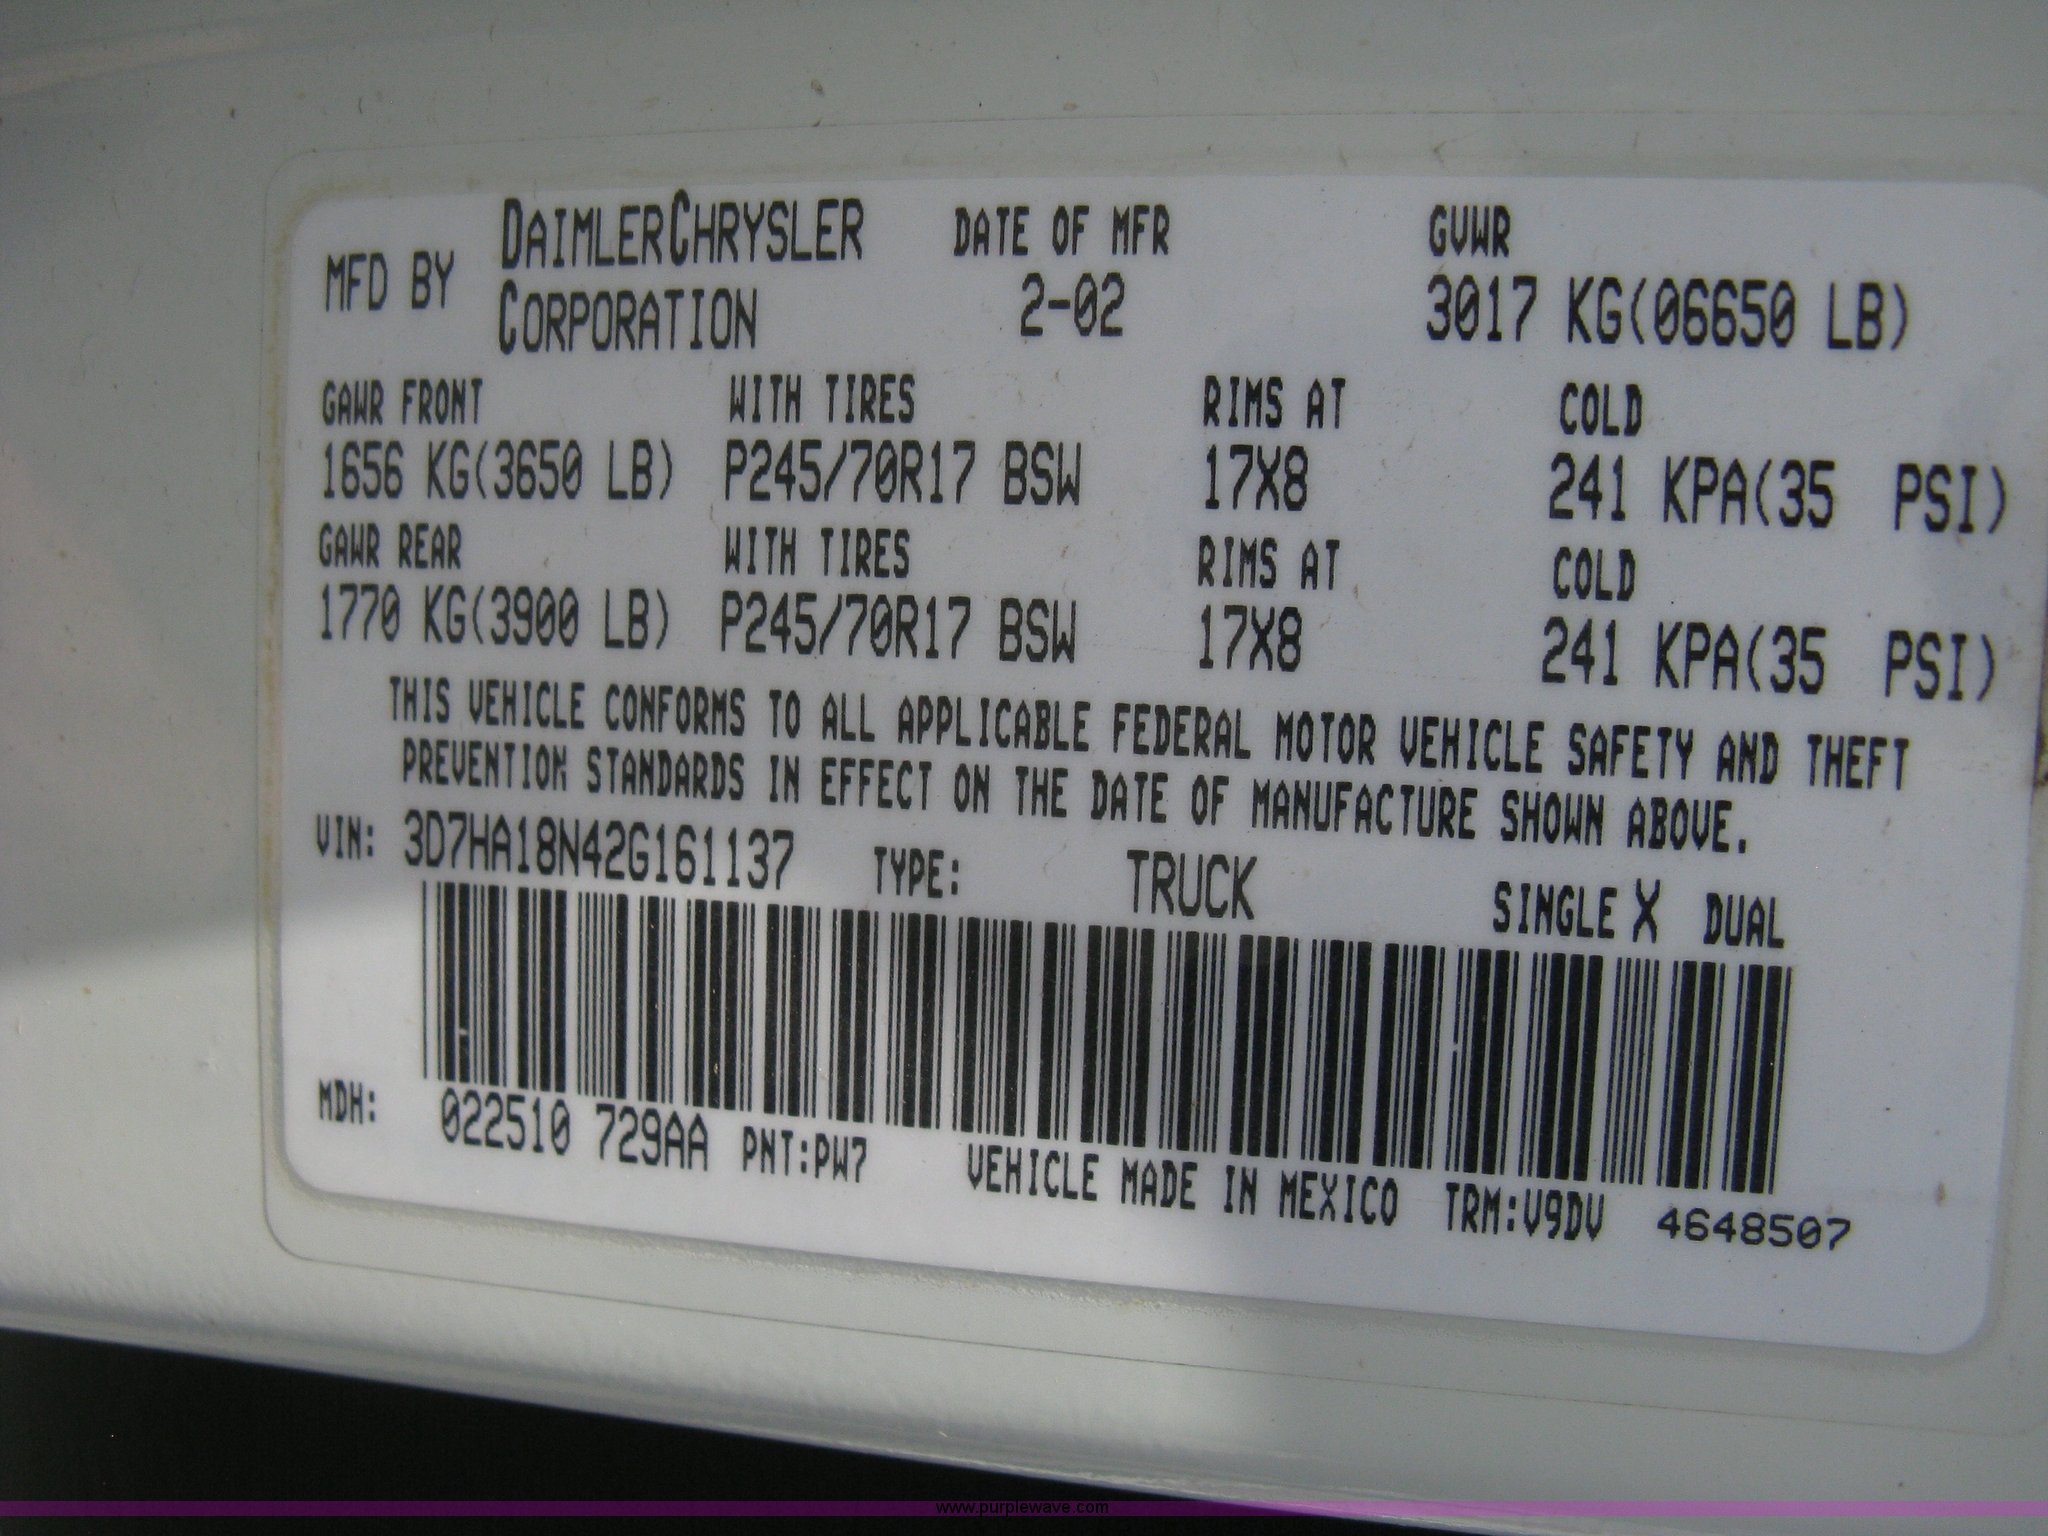 MFD BY DAIMLERCHRYSLER CORPORATION DATE OF MFR 2-02 GVWR 3017 KG(06650 LB)
GAWR FRONT WITH TIRES RIMS AT COLD
1656 KG(3650 LB) P245/70R17 BSW 17X8 241 KPA(35 PSI)
GAWR REAR WITH TIRES RIMS AT COLD
1770 KG(3900 LB) P245/70R17 BSW 17X8 241 KPA(35 PSI)
THIS VEHICLE CONFORMS TO ALL APPLICABLE FEDERAL MOTOR VEHICLE SAFETY AND THEFT
PREVENTION STANDARDS IN EFFECT ON THE DATE OF MANUFACTURE SHOWN ABOVE.
VIN: 3D7HA18N42G161137 TYPE: TRUCK SINGLE X DUAL
MDH: 022510 729AA PNT:PW7 VEHICLE MADE IN MEXICO TRM:V9DV 4648507
www.purplewave.com